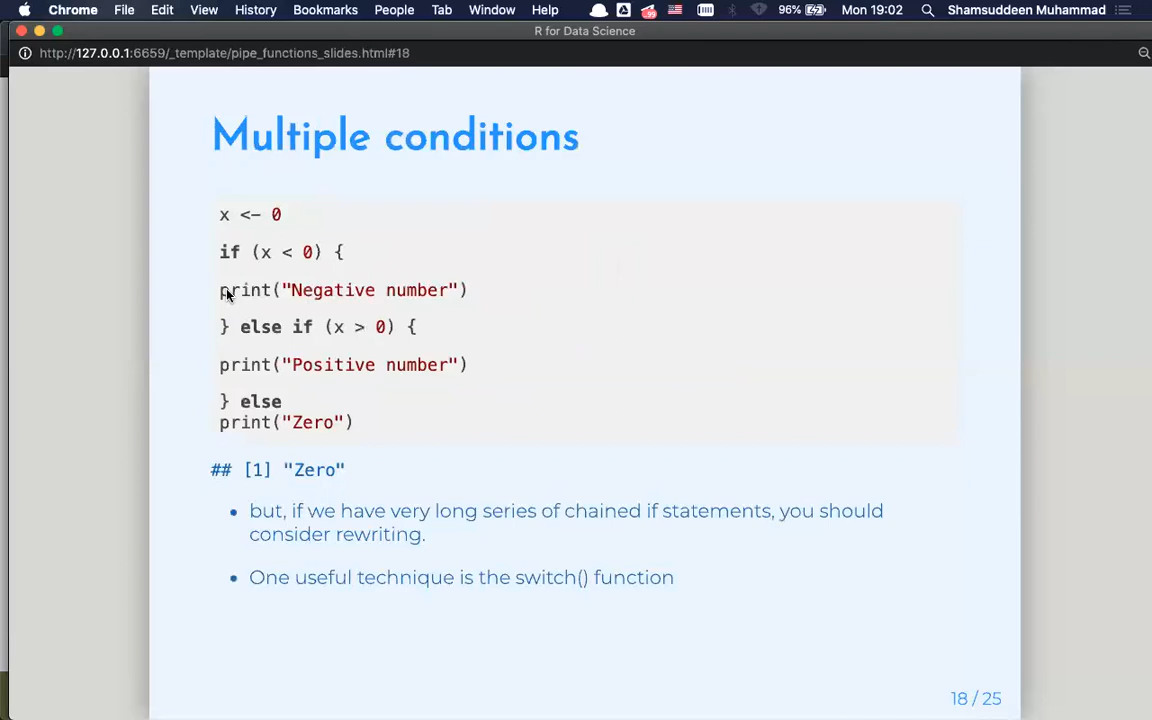 Chrome File Edit View History Bookmarks People Tab Window Help 96% Mon 19:02 Shamsuddeen Muhammad
R for Data Science
http://127.0.0.1:6659/_template/pipe_functions_slides.html#18
Multiple conditions
x <- 0
if (x < 0) {
print("Negative number")
} else if (x > 0) {
print("Positive number")
} else
print("Zero")
## [1] "Zero"
• but, if we have very long series of chained if statements, you should
consider rewriting.
• One useful technique is the switch() function
18 / 25